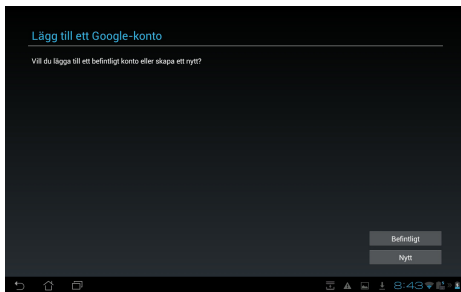 Lägg till ett Google-konto
Vill du lägga till ett befintligt konto eller skapa ett nytt?
Befintligt
Nytt
8:43